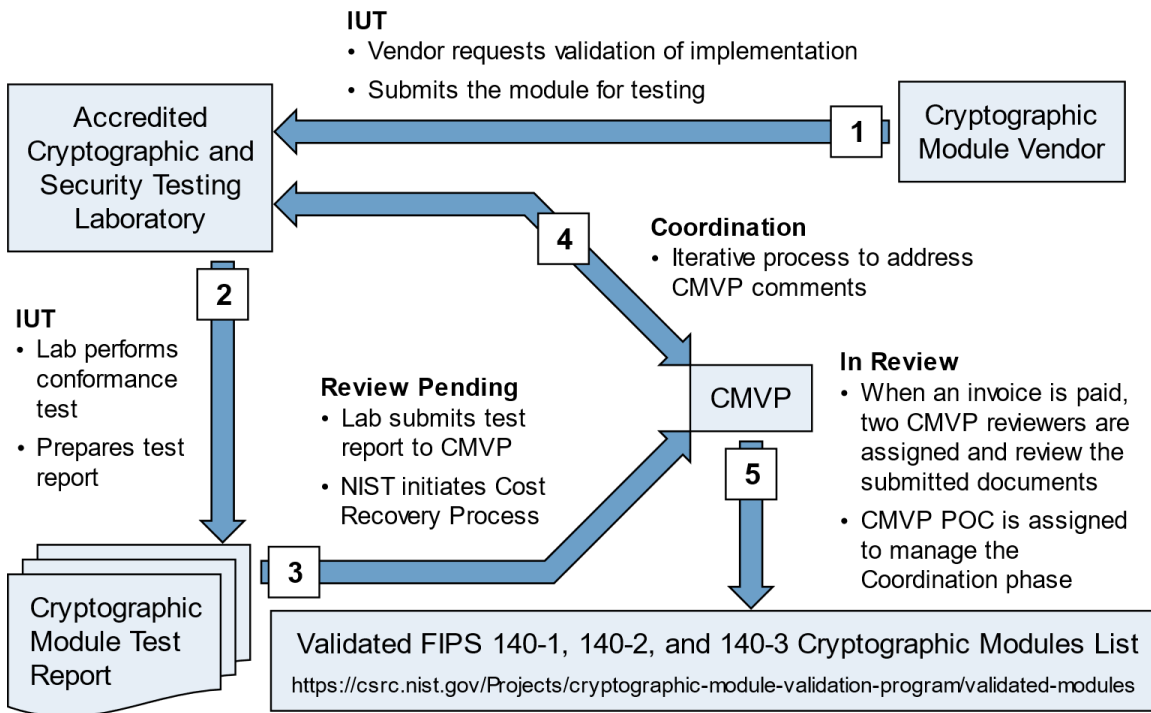 IUT
• Vendor requests validation of implementation
• Submits the module for testing
Accredited
Cryptographic and
Security Testing
Laboratory
1
Cryptographic
Module Vendor
4
Coordination
• Iterative process to address
CMVP comments
2
IUT
• Lab performs
conformance
test
• Prepares test
report
Review Pending
• Lab submits test
report to CMVP
• NIST initiates Cost
Recovery Process
CMVP
In Review
• When an invoice is paid,
two CMVP reviewers are
assigned and review the
submitted documents
• CMVP POC is assigned
to manage the
Coordination phase
5
3
Cryptographic
Module Test
Report
Validated FIPS 140-1, 140-2, and 140-3 Cryptographic Modules List
https://csrc.nist.gov/Projects/cryptographic-module-validation-program/validated-modules